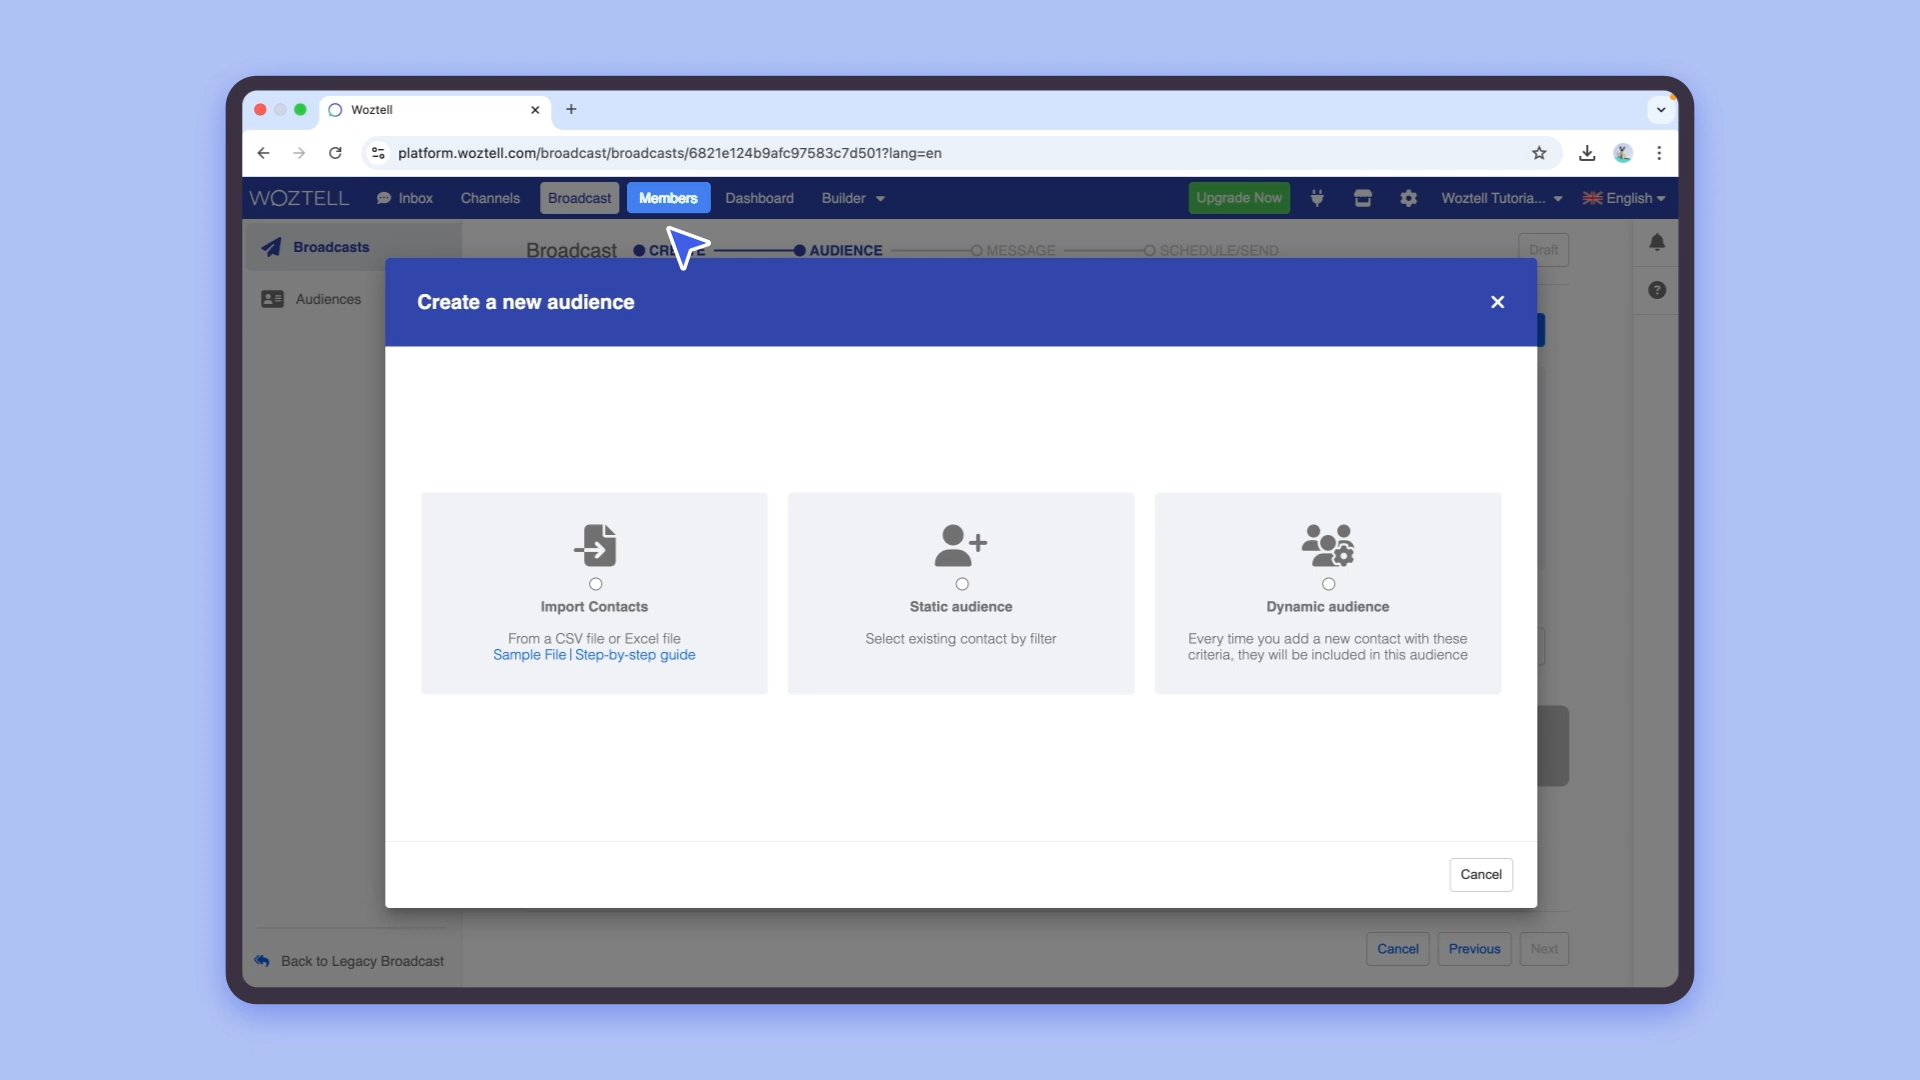 Woztell
platform.woztell.com/broadcast/broadcasts/6821e124b9afc97583c7d501?lang=en
WOZTELL Inbox Channels Broadcast Members Dashboard Builder Upgrade Now Woztell Tutoria... English
Broadcasts
Audiences
Broadcast AUDIENCE MESSAGE SCHEDULE/SEND Draft
Create a new audience
Import Contacts
From a CSV file or Excel file
Sample File | Step-by-step guide
Static audience
Select existing contact by filter
Dynamic audience
Every time you add a new contact with these
criteria, they will be included in this audience
Cancel
Back to Legacy Broadcast
Cancel Previous Next